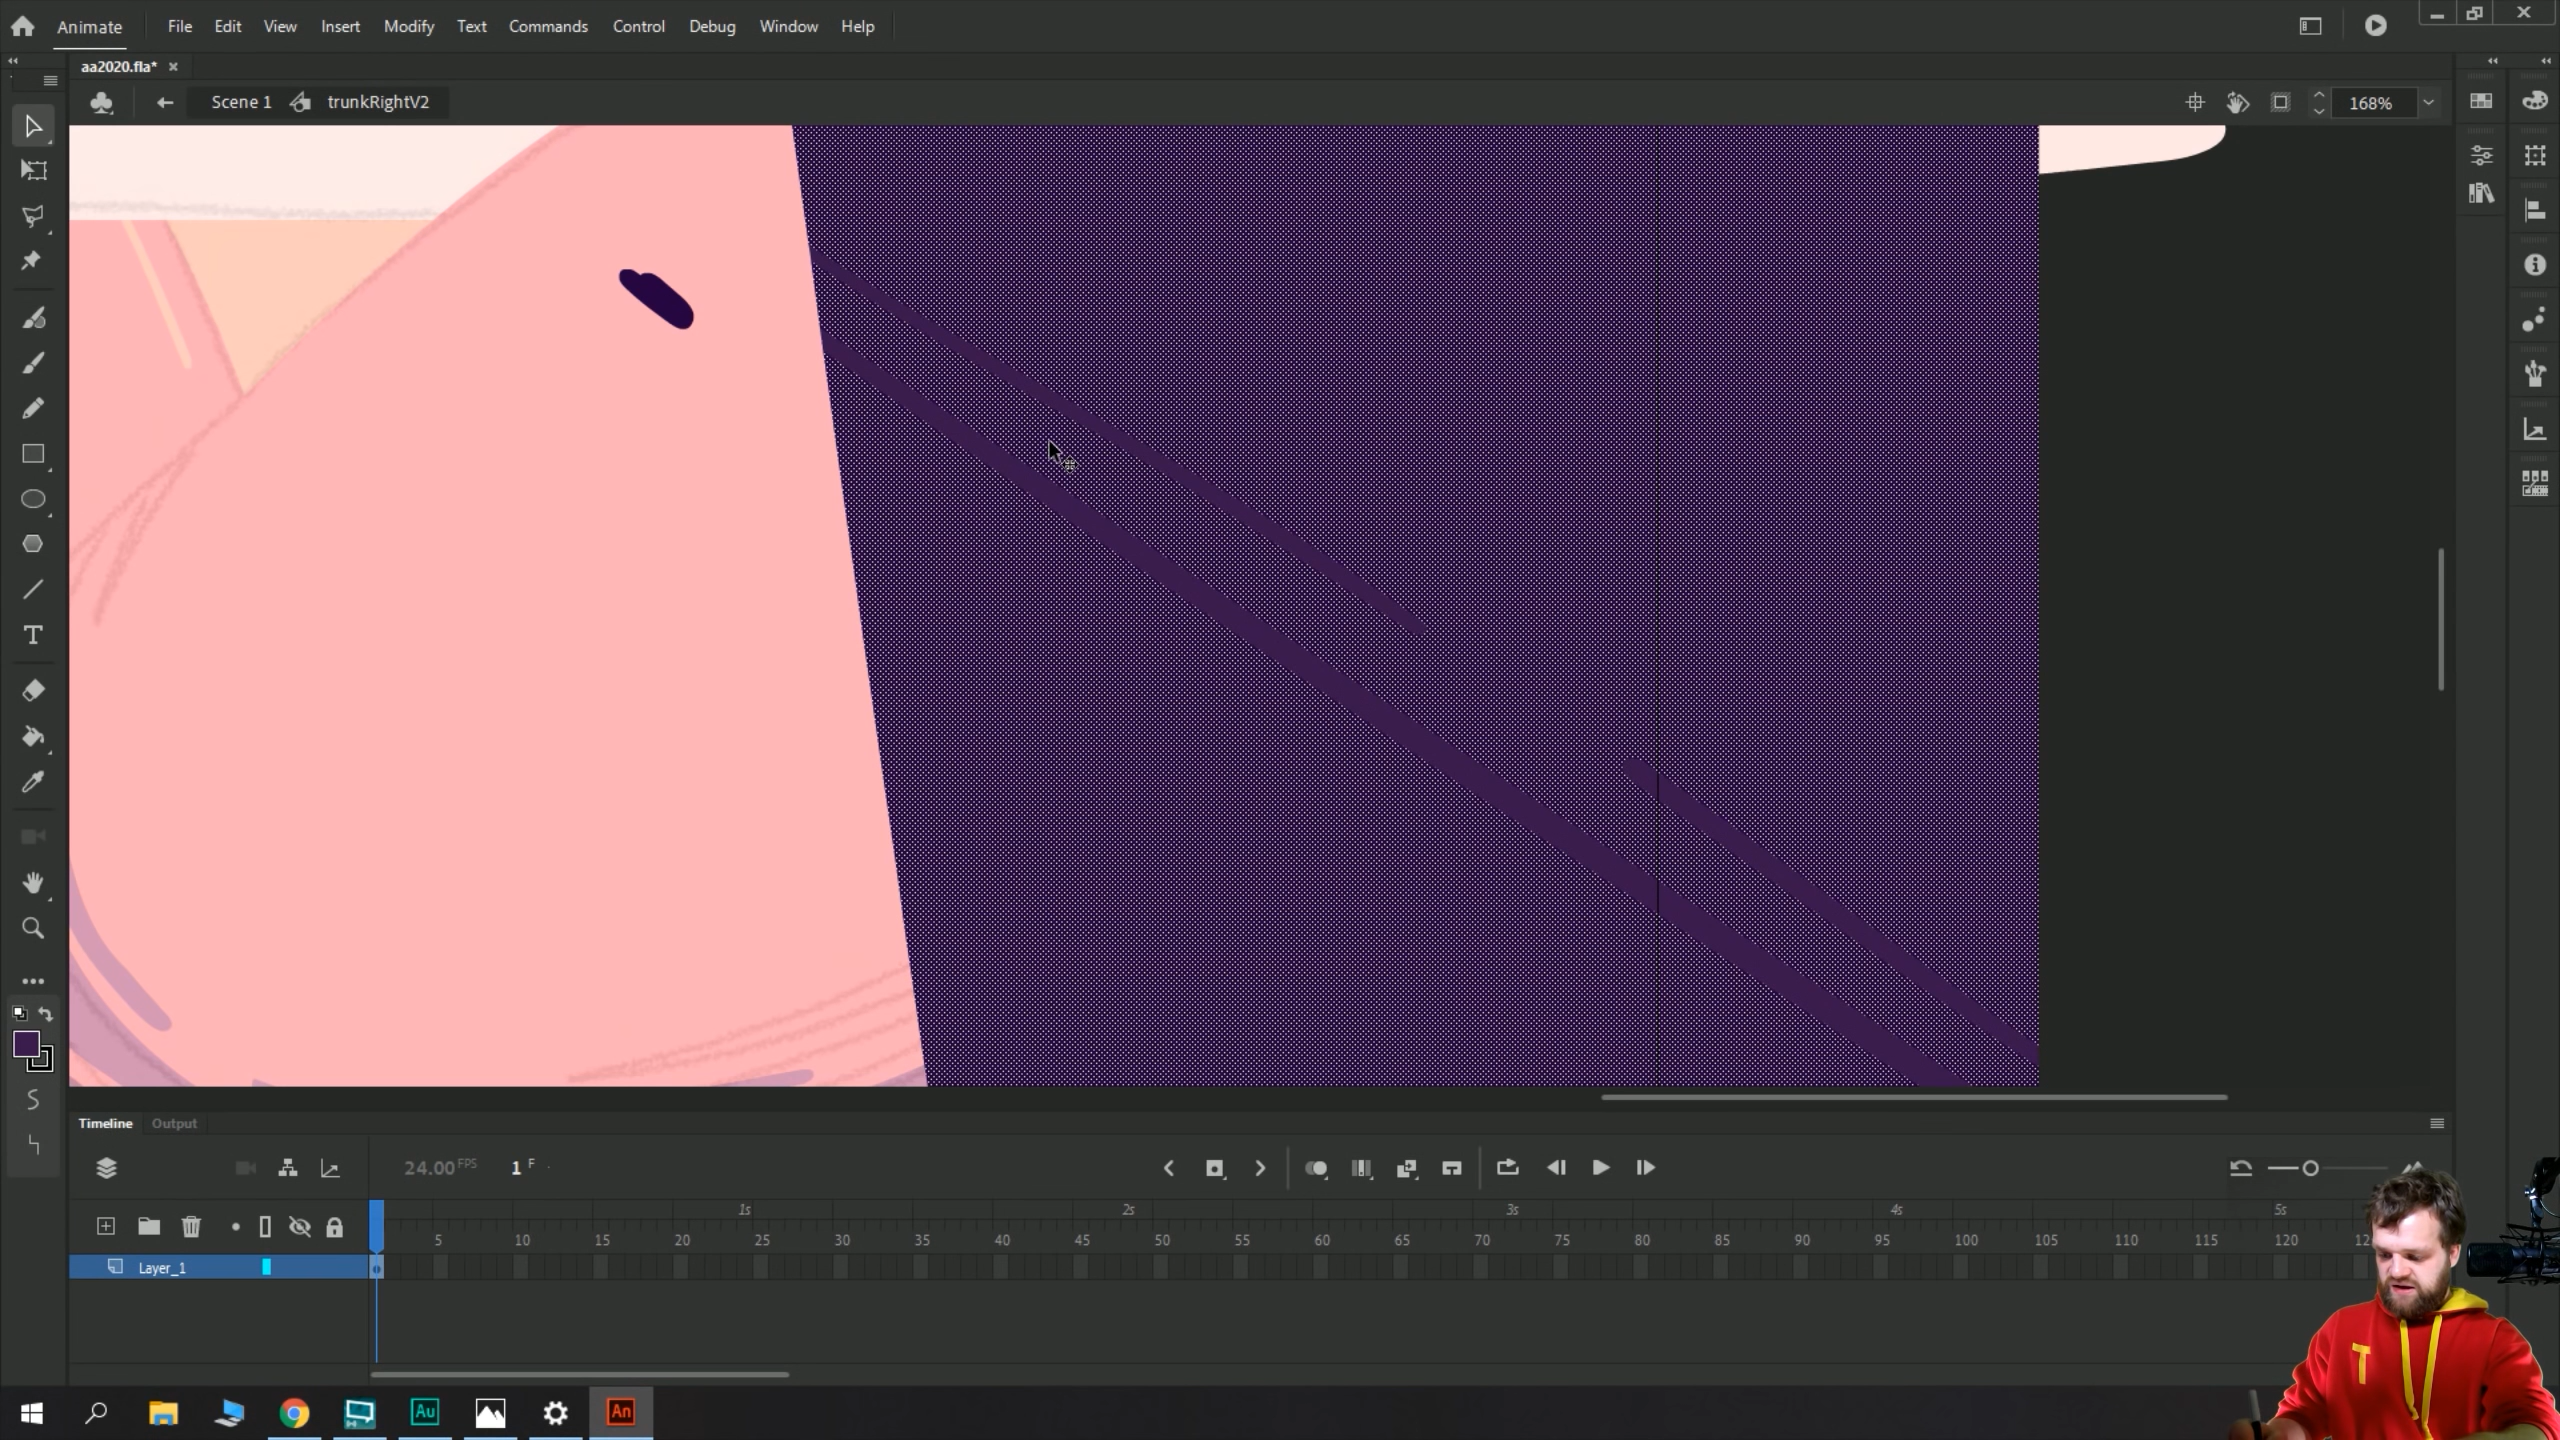 Animate File Edit View Insert Modify Text Commands Control Debug Window Help
aa2020.fla*
Scene 1 trunkRightV2 168%
Timeline Output
24.00 FPS 1 F
1s 2s 3s 4s 5s
5 10 15 20 25 30 35 40 45 50 55 60 65 70 75 80 85 90 95 100 105 110 115 120
Layer_1
T
Au An